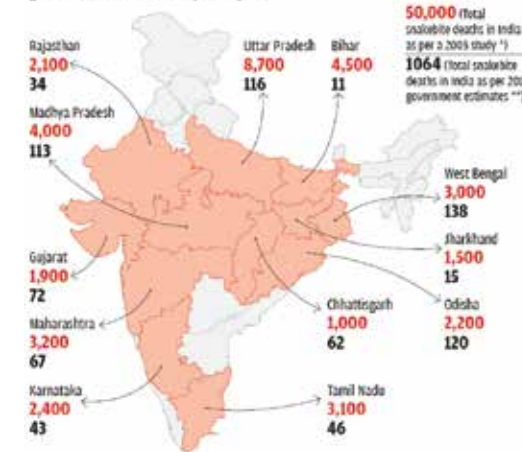 50,000 (Total
snakebite deaths in India
as per a 2005 study *)
1064 (Total snakebite
deaths in India as per
government estimates **)
Rajasthan
2,100
34
Uttar Pradesh
8,700
116
Bihar
4,500
11
Madhya Pradesh
4,000
113
West Bengal
3,000
138
Jharkhand
1,500
15
Gujarat
1,900
72
Chhattisgarh
1,000
62
Odisha
2,200
120
Maharashtra
3,200
67
Karnataka
2,400
43
Tamil Nadu
3,100
46